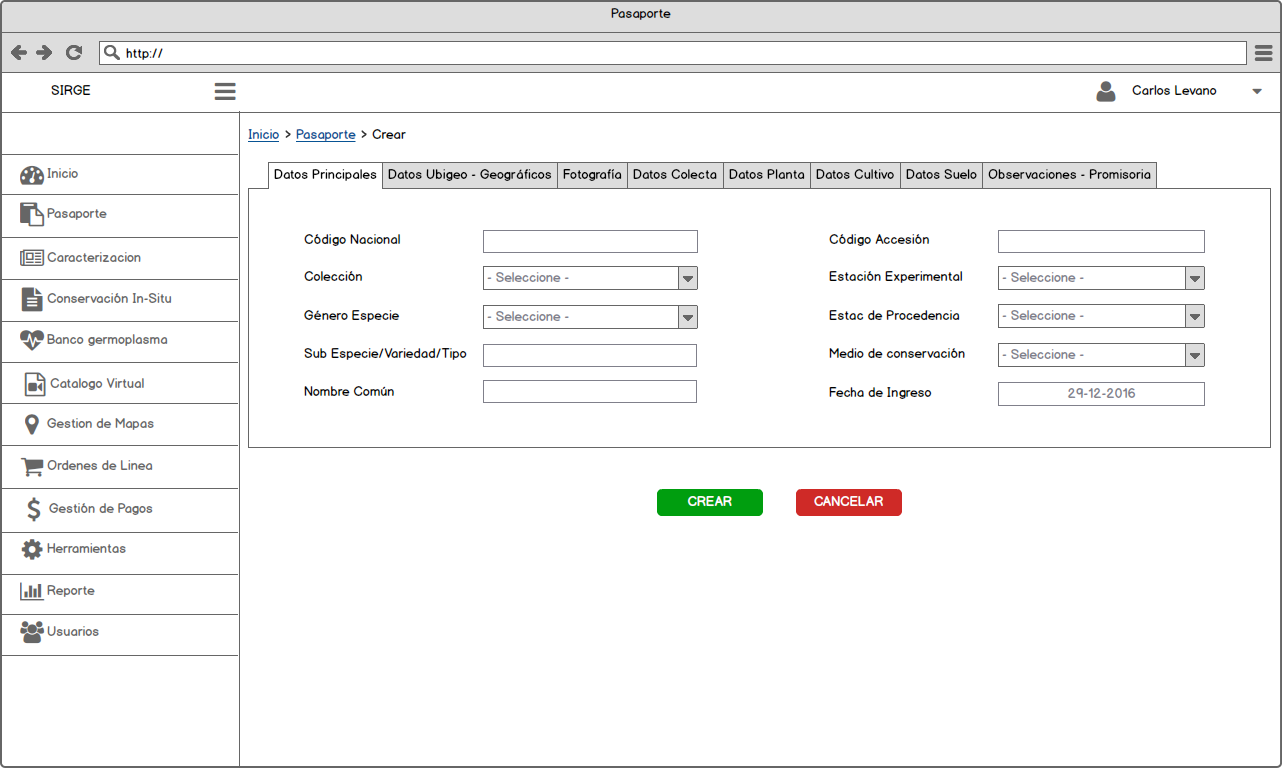 Pasaporte
http://
SIRGE
Carlos Levano
Inicio > Pasaporte > Crear
Inicio
Pasaporte
Caracterizacion
Conservación In-Situ
Banco germoplasma
Catalogo Virtual
Gestion de Mapas
Ordenes de Linea
Gestión de Pagos
Herramientas
Reporte
Usuarios
Datos Principales Datos Ubigeo - Geográficos Fotografía Datos Colecta Datos Planta Datos Cultivo Datos Suelo Observaciones - Promisoria
Código Nacional Código Accesión
Colección - Seleccione - Estación Experimental - Seleccione -
Género Especie - Seleccione - Estac de Procedencia - Seleccione -
Sub Especie/Variedad/Tipo Medio de conservación - Seleccione -
Nombre Común Fecha de Ingreso 29-12-2016
CREAR CANCELAR